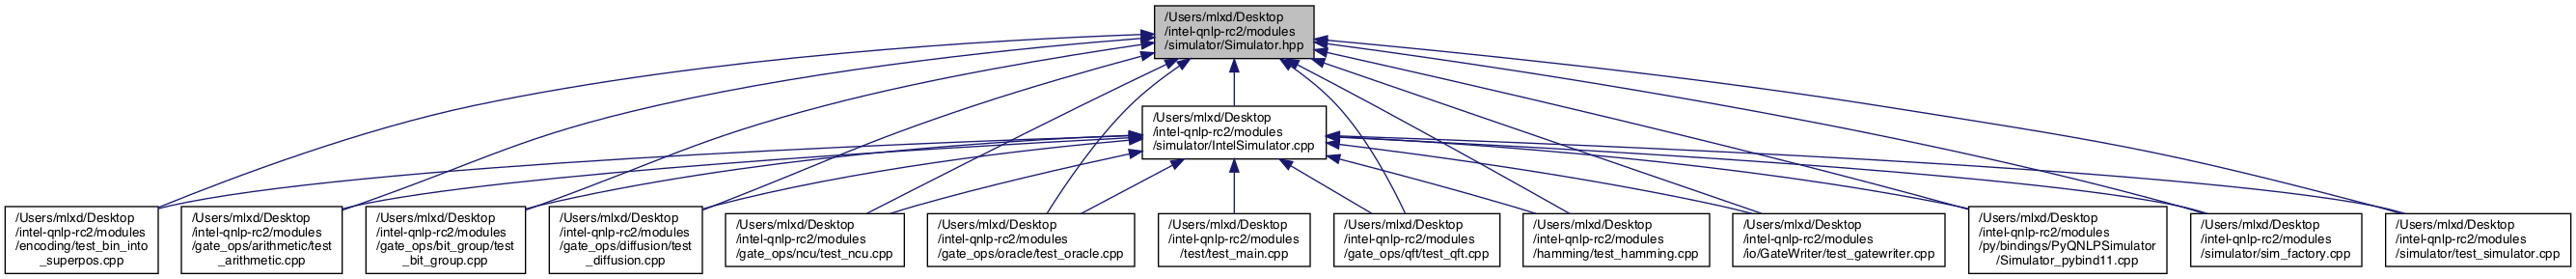 /Users/mlxd/Desktop
/intel-qnlp-rc2/modules
/simulator/Simulator.hpp
/Users/mlxd/Desktop
/intel-qnlp-rc2/modules
/simulator/IntelSimulator.cpp
/Users/mlxd/Desktop
/intel-qnlp-rc2/modules
/encoding/test_bin_into
_superpos.cpp
/Users/mlxd/Desktop
/intel-qnlp-rc2/modules
/gate_ops/arithmetic/test
_arithmetic.cpp
/Users/mlxd/Desktop
/intel-qnlp-rc2/modules
/gate_ops/bit_group/test
_bit_group.cpp
/Users/mlxd/Desktop
/intel-qnlp-rc2/modules
/gate_ops/diffusion/test
_diffusion.cpp
/Users/mlxd/Desktop
/intel-qnlp-rc2/modules
/gate_ops/ncu/test_ncu.cpp
/Users/mlxd/Desktop
/intel-qnlp-rc2/modules
/gate_ops/oracle/test_oracle.cpp
/Users/mlxd/Desktop
/intel-qnlp-rc2/modules
/test/test_main.cpp
/Users/mlxd/Desktop
/intel-qnlp-rc2/modules
/gate_ops/qft/test_qft.cpp
/Users/mlxd/Desktop
/intel-qnlp-rc2/modules
/hamming/test_hamming.cpp
/Users/mlxd/Desktop
/intel-qnlp-rc2/modules
/io/GateWriter/test_gatewriter.cpp
/Users/mlxd/Desktop
/intel-qnlp-rc2/modules
/py/bindings/PyQNLPSimulator
/Simulator_pybind11.cpp
/Users/mlxd/Desktop
/intel-qnlp-rc2/modules
/simulator/sim_factory.cpp
/Users/mlxd/Desktop
/intel-qnlp-rc2/modules
/simulator/test_simulator.cpp